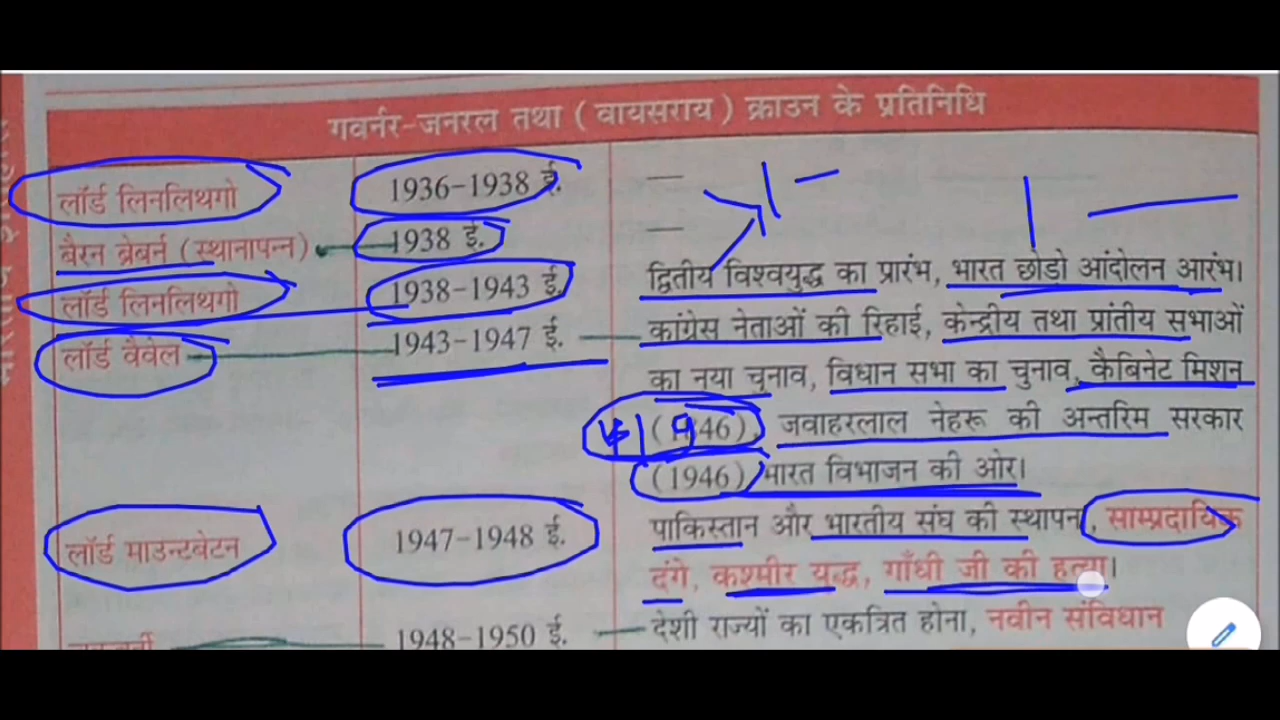 गवर्नर-जनरल तथा ( वायसराय ) क्राउन के प्रतिनिधि
लॉर्ड लिनलिथगो 1936-1938 ई. —
बैरन ब्रेबर्न ( स्थानापन्न ) 1938 ई. —
लॉर्ड लिनलिथगो 1938-1943 ई. द्वितीय विश्वयुद्ध का प्रारंभ, भारत छोडो आंदोलन आरंभ।
लॉर्ड वैवेल 1943-1947 ई. कांग्रेस नेताओं की रिहाई, केन्द्रीय तथा प्रांतीय सभाओं
का नया चुनाव, विधान सभा का चुनाव, कैबिनेट मिशन
(1946), जवाहरलाल नेहरू की अन्तरिम सरकार
(1946) भारत विभाजन की ओर।
लॉर्ड माउन्टबेटन 1947-1948 ई. पाकिस्तान और भारतीय संघ की स्थापना, साम्प्रदायिक
दंगे, कश्मीर युद्ध, गाँधी जी की हत्या।
1948-1950 ई. देशी राज्यों का एकत्रित होना, नवीन संविधान